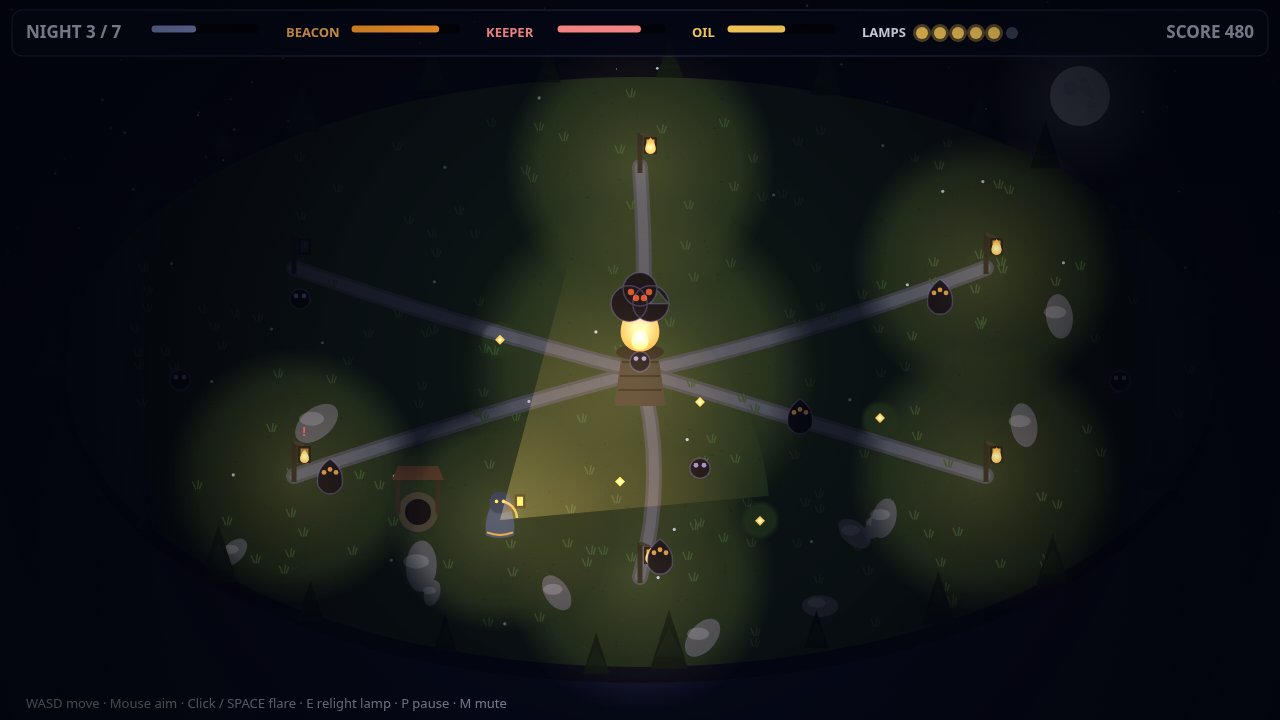 NIGHT 3 / 7 BEACON KEEPER OIL LAMPS SCORE 480
!
WASD move · Mouse aim · Click / SPACE flare · E relight lamp · P pause · M mute